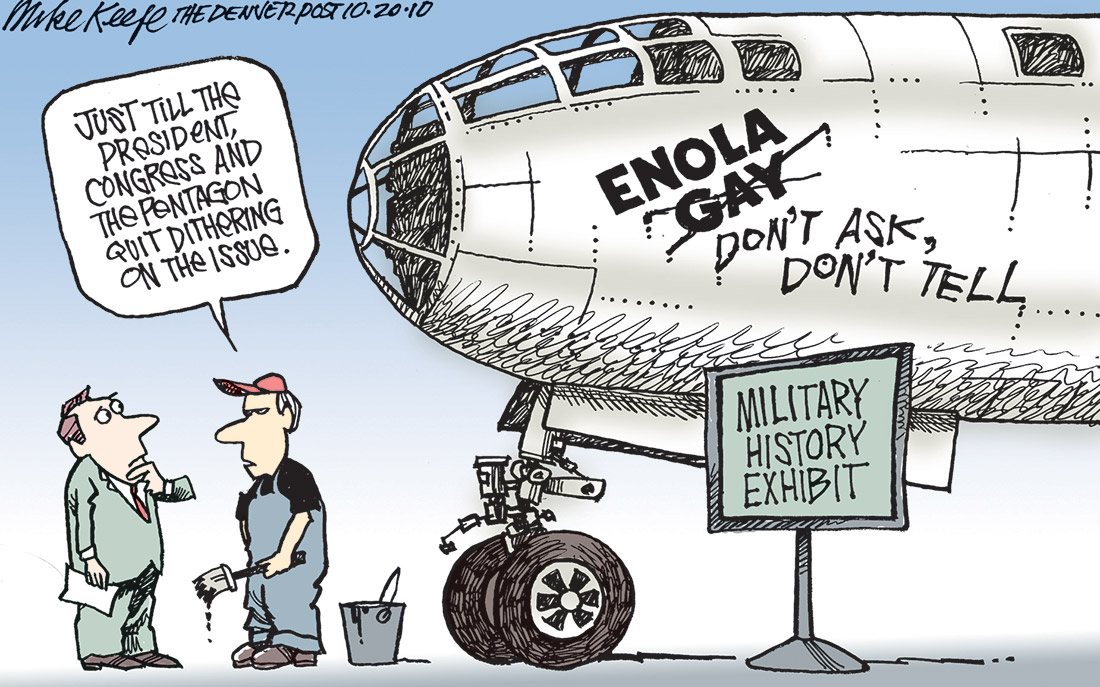 Mike Keefe THE DENVER POST 10·20·10
JUST TILL THE
PRESIDENT,
CONGRESS AND
THE PENTAGON
QUIT DITHERING
ON THE ISSUE.
ENOLA
GAY
DON'T ASK,
DON'T TELL
MILITARY
HISTORY
EXHIBIT